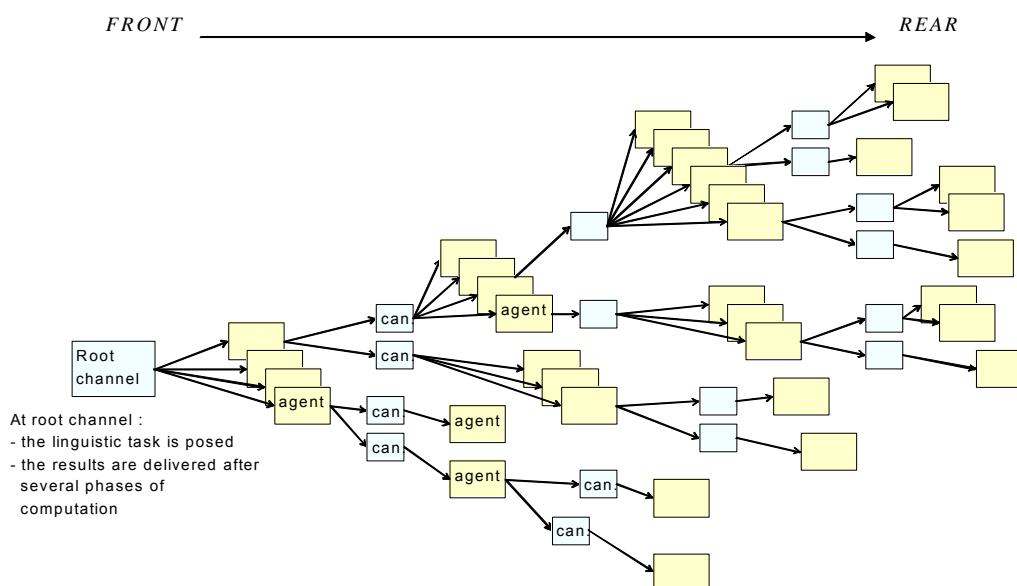 FRONT
REAR
can.
agent
can.
can
Root
channel
agent
can
agent
can
agent
can.
can.
At root channel :
- the linguistic task is posed
- the results are delivered after
several phases of
computation